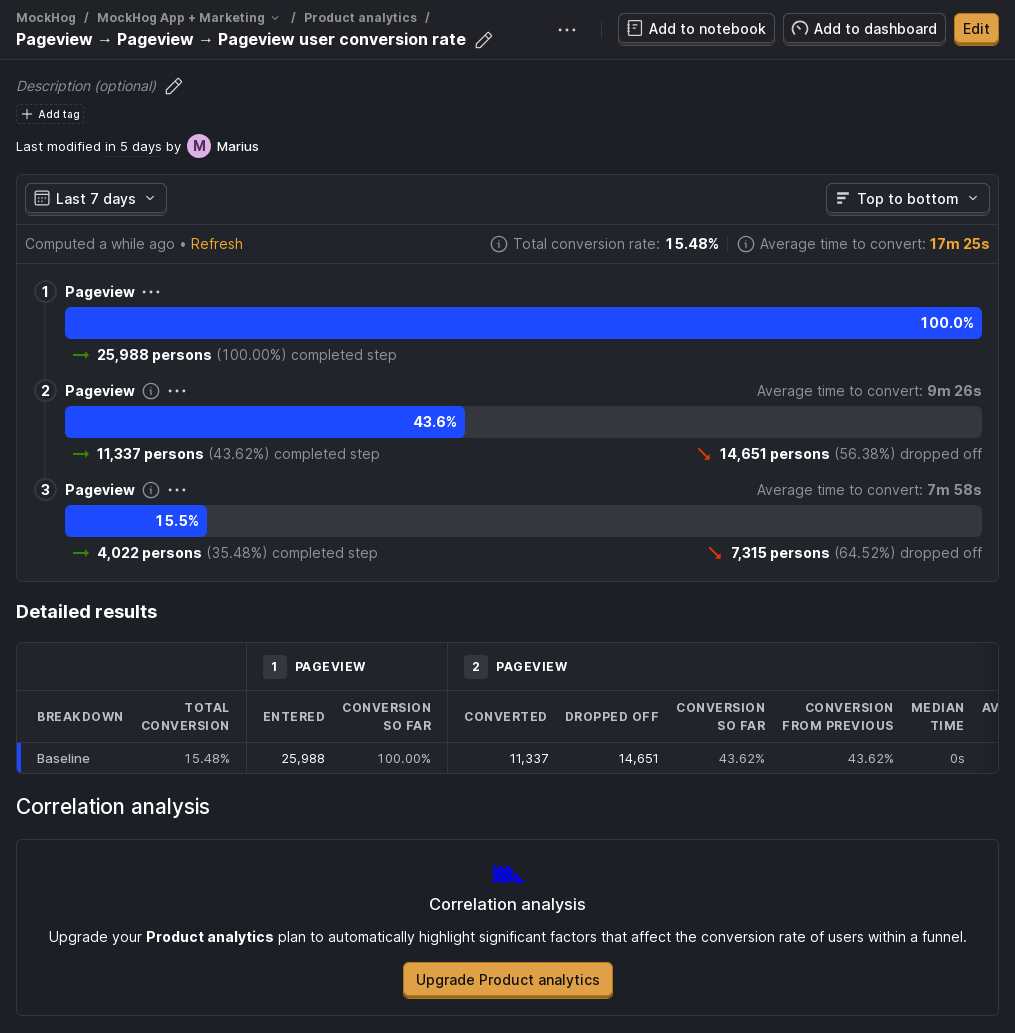 MockHog / MockHog App + Marketing / Product analytics /
Pageview → Pageview → Pageview user conversion rate
Add to notebook
Add to dashboard
Edit
Description (optional)
Add tag
Last modified in 5 days by M Marius
Last 7 days
Top to bottom
Computed a while ago • Refresh
Total conversion rate: 15.48%
Average time to convert: 17m 25s
1 Pageview
100.0%
→ 25,988 persons (100.00%) completed step
2 Pageview
Average time to convert: 9m 26s
43.6%
→ 11,337 persons (43.62%) completed step
14,651 persons (56.38%) dropped off
3 Pageview
Average time to convert: 7m 58s
15.5%
→ 4,022 persons (35.48%) completed step
7,315 persons (64.52%) dropped off
Detailed results
1 PAGEVIEW
2 PAGEVIEW
BREAKDOWN
TOTAL
CONVERSION
ENTERED
CONVERSION
SO FAR
CONVERTED
DROPPED OFF
CONVERSION
SO FAR
CONVERSION
FROM PREVIOUS
MEDIAN
TIME
AV
Baseline 15.48% 25,988 100.00% 11,337 14,651 43.62% 43.62% 0s
Correlation analysis
Correlation analysis
Upgrade your Product analytics plan to automatically highlight significant factors that affect the conversion rate of users within a funnel.
Upgrade Product analytics